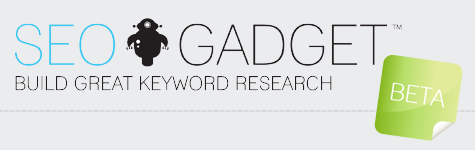 SEO GADGET™
BUILD GREAT KEYWORD RESEARCH
BETA